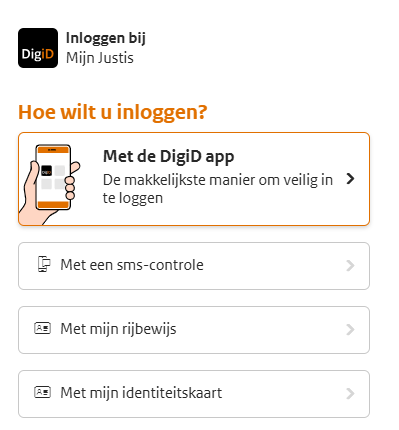 DigiD
Inloggen bij
Mijn Justis
Hoe wilt u inloggen?
Met de DigiD app
De makkelijkste manier om veilig in
te loggen
Met een sms-controle
Met mijn rijbewijs
Met mijn identiteitskaart